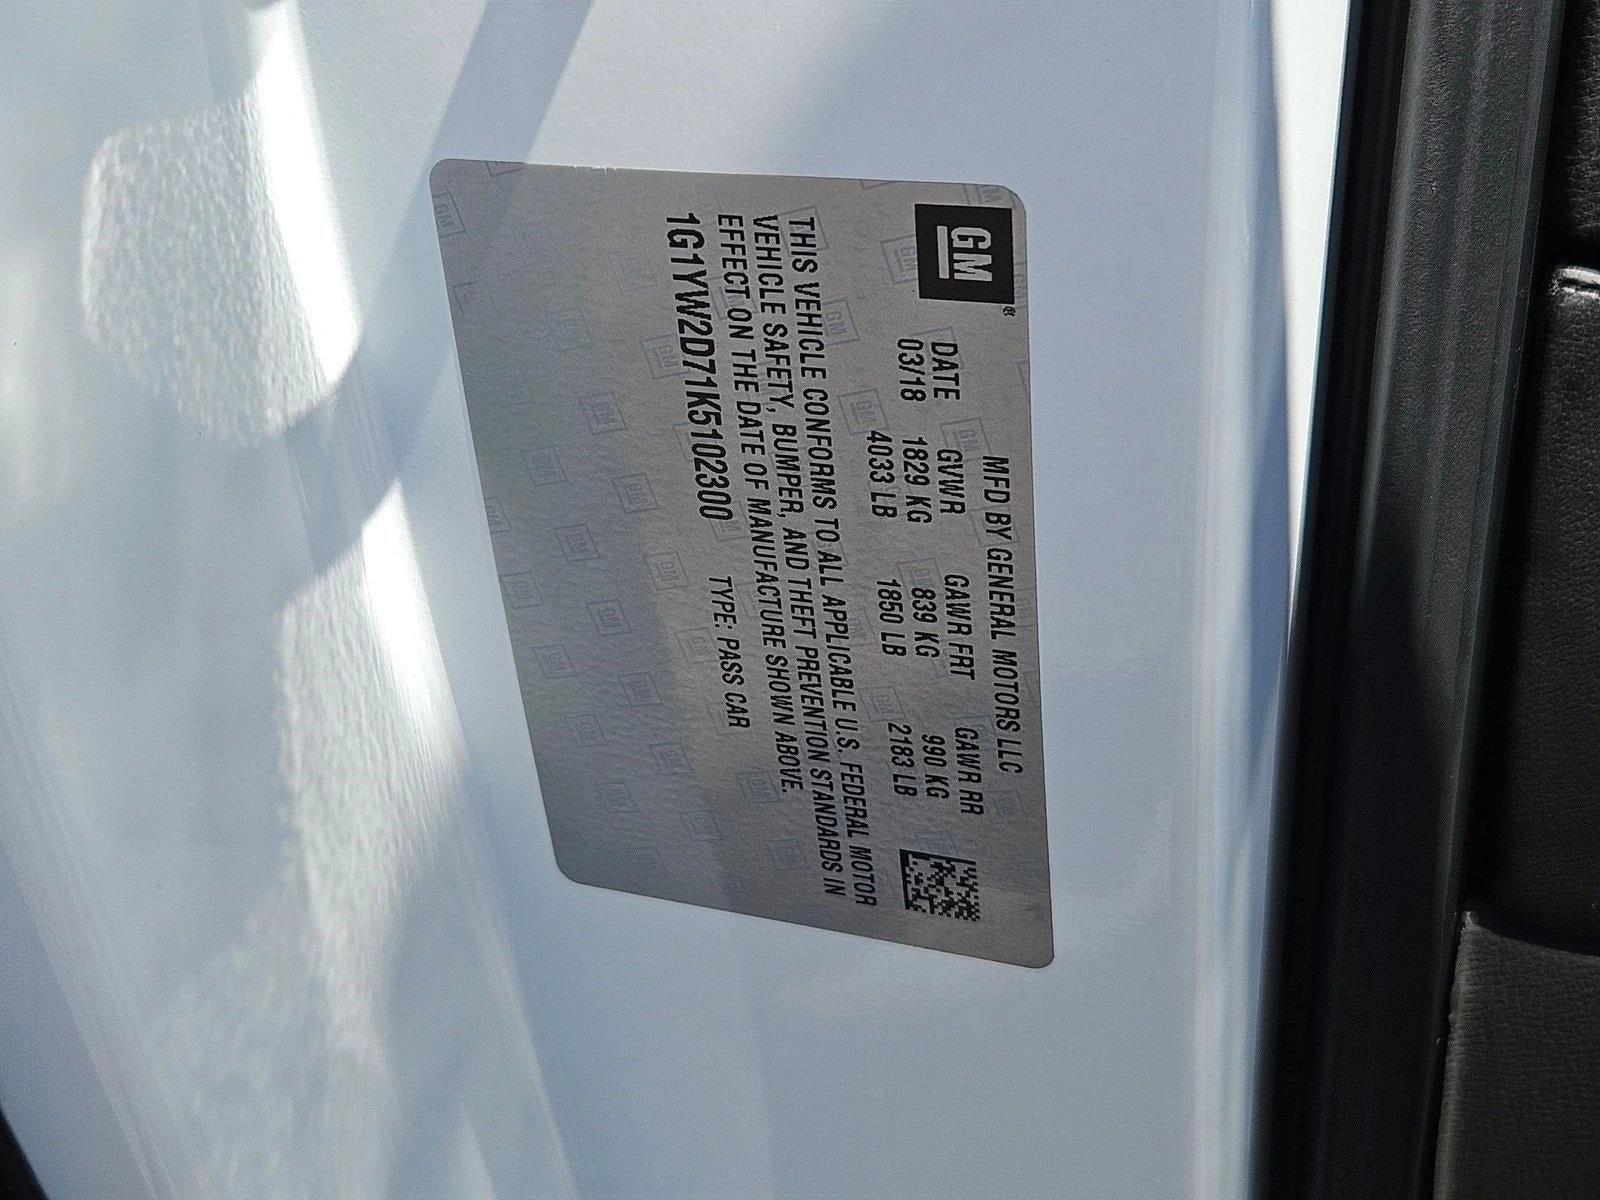 GM®
MFD BY GENERAL MOTORS LLC
DATE GVWR GAWR FRT GAWR RR
03/18 1829 KG 839 KG 990 KG
4033 LB 1850 LB 2183 LB
THIS VEHICLE CONFORMS TO ALL APPLICABLE U.S. FEDERAL MOTOR
VEHICLE SAFETY, BUMPER, AND THEFT PREVENTION STANDARDS IN
EFFECT ON THE DATE OF MANUFACTURE SHOWN ABOVE.
1G1YW2D71K5102300 TYPE: PASS CAR